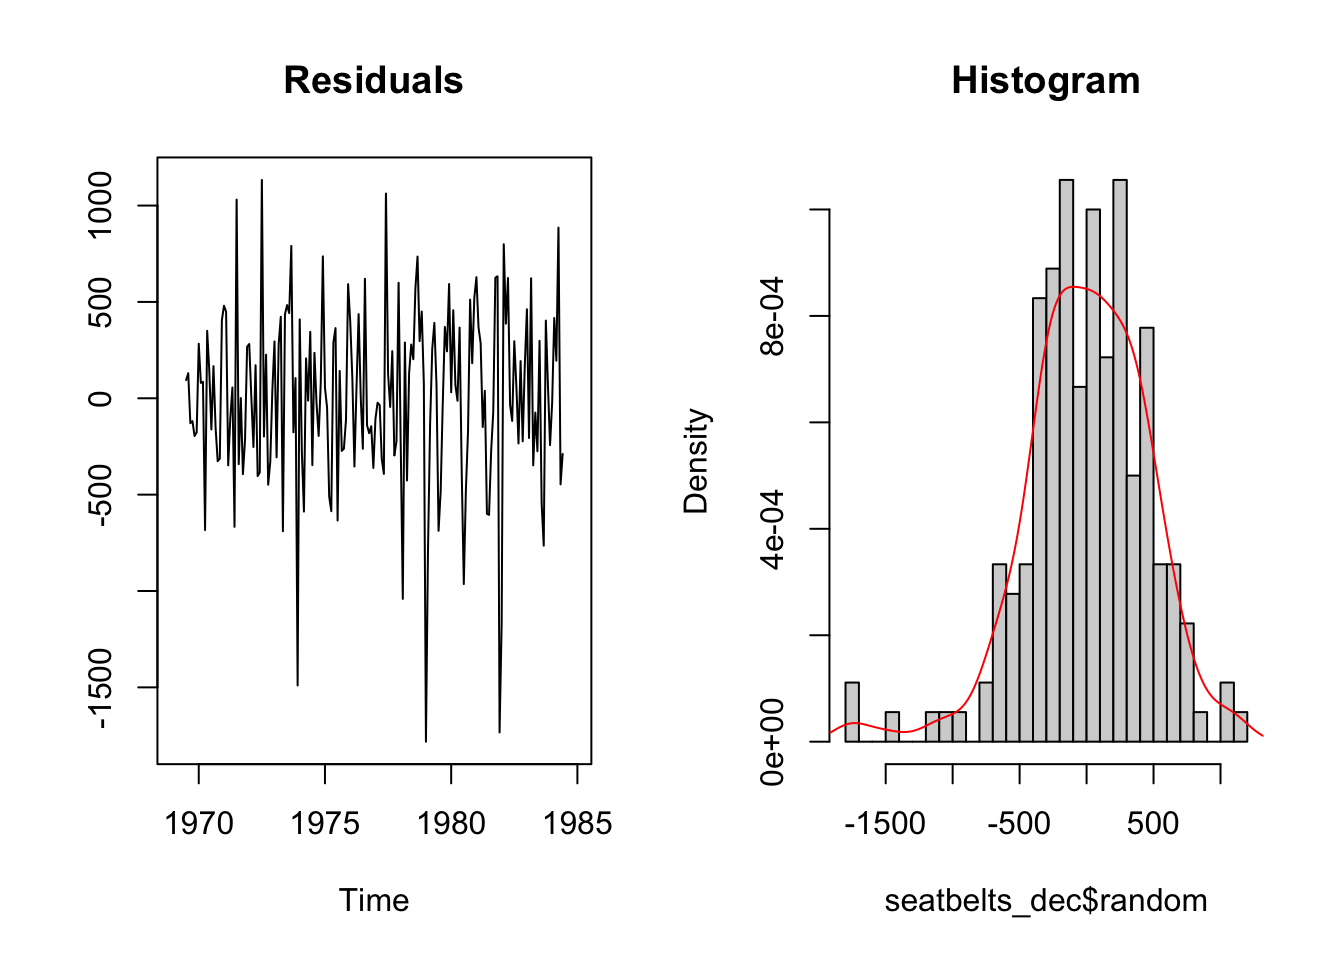 Residuals
1000
500
0
-500
-1500
1970 1975 1980 1985
Time
Histogram
Density
8e-04
4e-04
0e+00
-1500 -500 500
seatbelts_dec$random